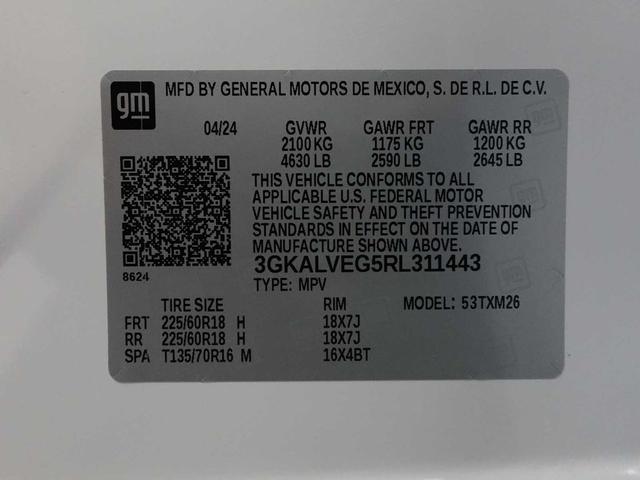 gm MFD BY GENERAL MOTORS DE MEXICO, S. DE R.L. DE C.V.
04/24 GVWR GAWR FRT GAWR RR
2100 KG 1175 KG 1200 KG
4630 LB 2590 LB 2645 LB
THIS VEHICLE CONFORMS TO ALL
APPLICABLE U.S. FEDERAL MOTOR
VEHICLE SAFETY AND THEFT PREVENTION
STANDARDS IN EFFECT ON THE DATE OF
MANUFACTURE SHOWN ABOVE.
3GKALVEG5RL311443
8624
TYPE: MPV
TIRE SIZE RIM MODEL: 53TXM26
FRT 225/60R18 H 18X7J
RR 225/60R18 H 18X7J
SPA T135/70R16 M 16X4BT